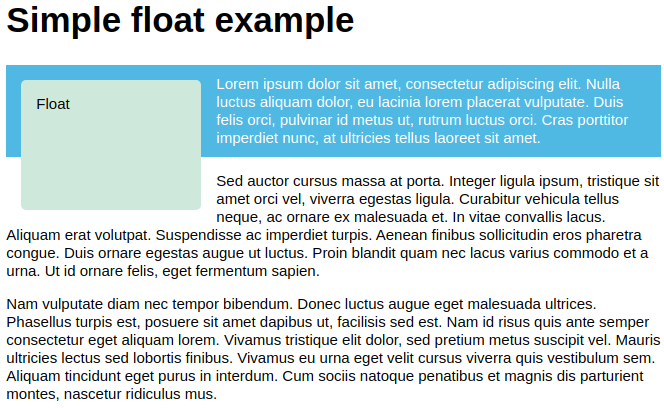 Simple float example
Float
Lorem ipsum dolor sit amet, consectetur adipiscing elit. Nulla
luctus aliquam dolor, eu lacinia lorem placerat vulputate. Duis
felis orci, pulvinar id metus ut, rutrum luctus orci. Cras porttitor
imperdiet nunc, at ultricies tellus laoreet sit amet.
Sed auctor cursus massa at porta. Integer ligula ipsum, tristique sit
amet orci vel, viverra egestas ligula. Curabitur vehicula tellus
neque, ac ornare ex malesuada et. In vitae convallis lacus.
Aliquam erat volutpat. Suspendisse ac imperdiet turpis. Aenean finibus sollicitudin eros pharetra
congue. Duis ornare egestas augue ut luctus. Proin blandit quam nec lacus varius commodo et a
urna. Ut id ornare felis, eget fermentum sapien.
Nam vulputate diam nec tempor bibendum. Donec luctus augue eget malesuada ultrices.
Phasellus turpis est, posuere sit amet dapibus ut, facilisis sed est. Nam id risus quis ante semper
consectetur eget aliquam lorem. Vivamus tristique elit dolor, sed pretium metus suscipit vel. Mauris
ultricies lectus sed lobortis finibus. Vivamus eu urna eget velit cursus viverra quis vestibulum sem.
Aliquam tincidunt eget purus in interdum. Cum sociis natoque penatibus et magnis dis parturient
montes, nascetur ridiculus mus.